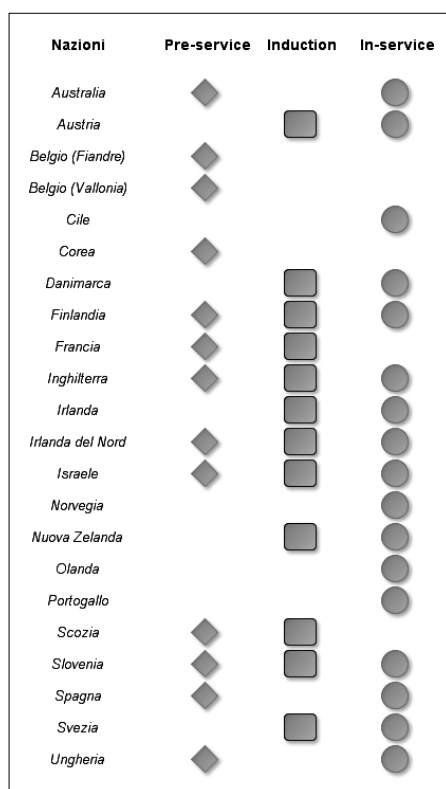 Nazioni Pre-service Induction In-service
Australia
Austria
Belgio (Fiandre)
Belgio (Vallonia)
Cile
Corea
Danimarca
Finlandia
Francia
Inghilterra
Irlanda
Irlanda del Nord
Israele
Norvegia
Nuova Zelanda
Olanda
Portogallo
Scozia
Slovenia
Spagna
Svezia
Ungheria